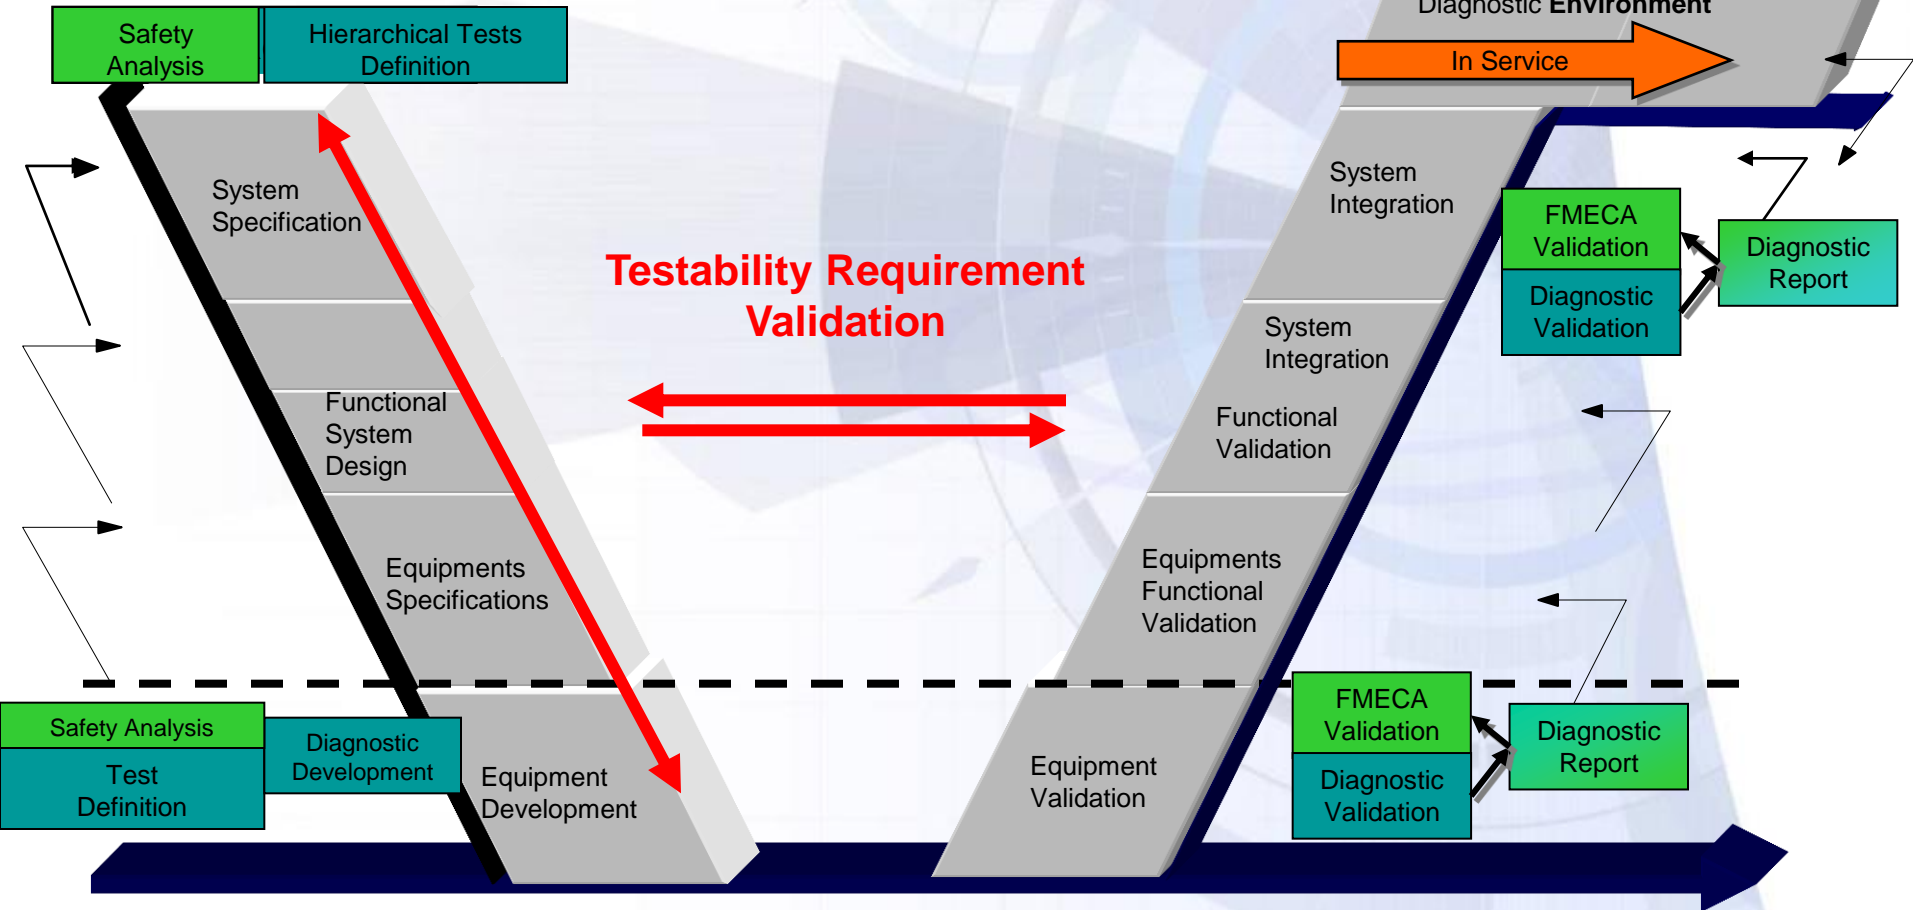 Diagnostic Environment
Safety
Analysis
Hierarchical Tests
Definition
In Service
System
Specification
System
Integration
FMECA
Validation
Diagnostic
Validation
Diagnostic
Report
Testability Requirement
Validation
System
Integration
Functional
System
Design
Functional
Validation
Equipments
Specifications
Equipments
Functional
Validation
Safety Analysis
Test
Definition
Diagnostic
Development
Equipment
Development
Equipment
Validation
FMECA
Validation
Diagnostic
Validation
Diagnostic
Report